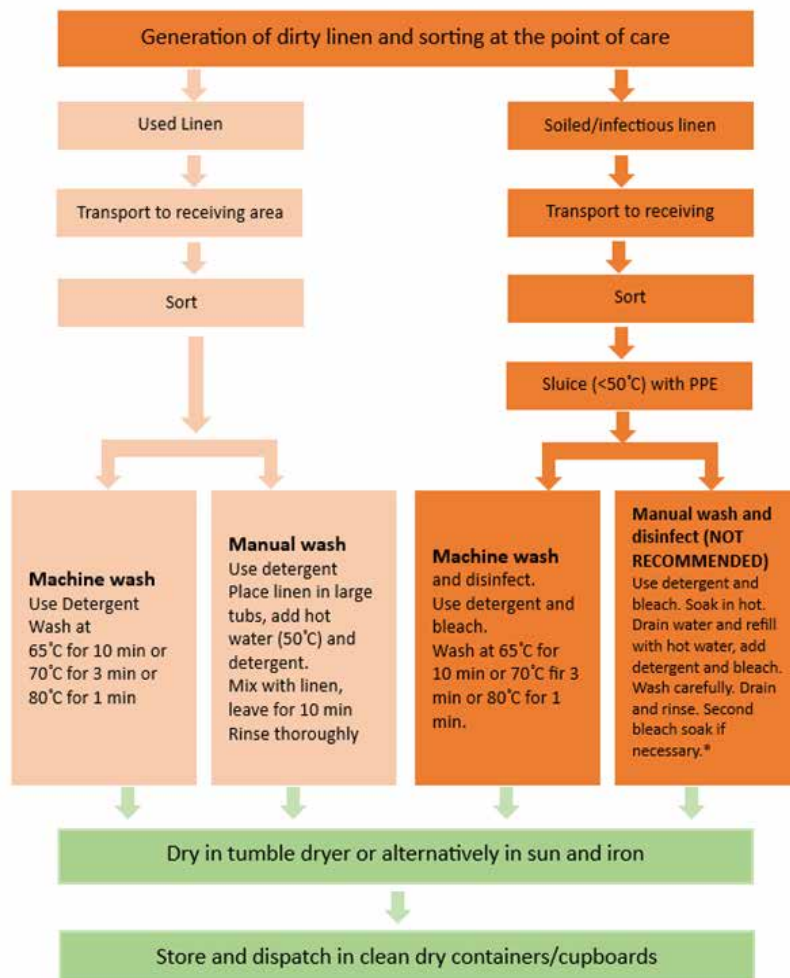 Generation of dirty linen and sorting at the point of care
Used Linen
Transport to receiving area
Sort
Soiled/infectious linen
Transport to receiving
Sort
Sluice (<50°C) with PPE
Machine wash
Use Detergent
Wash at
65°C for 10 min or
70°C for 3 min or
80°C for 1 min
Manual wash
Use detergent
Place linen in large
tubs, add hot
water (50°C) and
detergent.
Mix with linen,
leave for 10 min
Rinse thoroughly
Machine wash
and disinfect.
Use detergent and
bleach.
Wash at 65°C for
10 min or 70°C fir 3
min or 80°C for 1
min.
Manual wash and
disinfect (NOT
RECOMMENDED)
Use detergent and
bleach. Soak in hot.
Drain water and refill
with hot water, add
detergent and bleach.
Wash carefully. Drain
and rinse. Second
bleach soak if
necessary.*
Dry in tumble dryer or alternatively in sun and iron
Store and dispatch in clean dry containers/cupboards